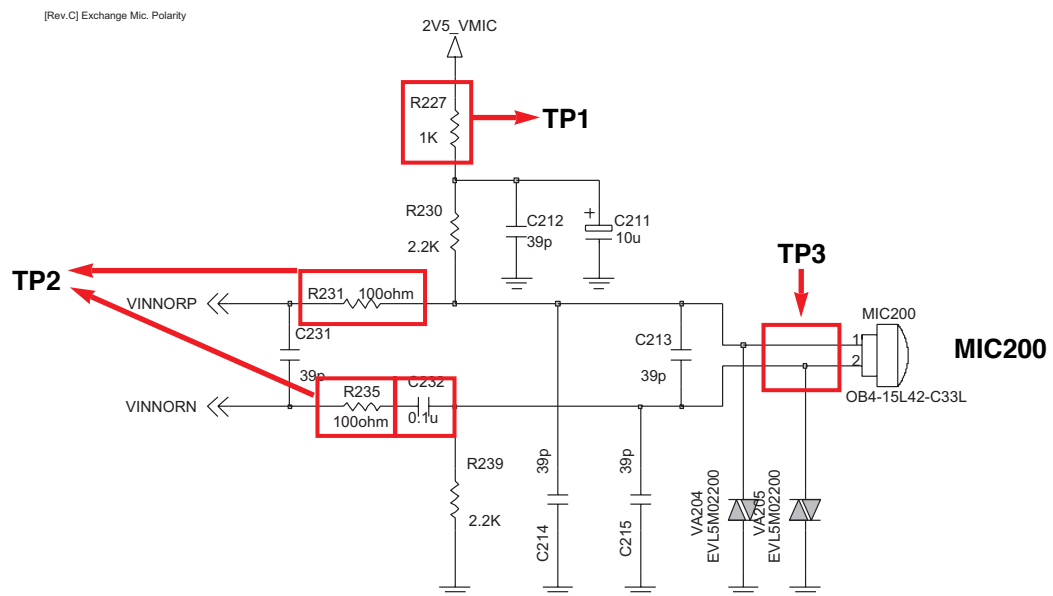 [Rev.C] Exchange Mic. Polarity
2V5_VMIC
R227
1K
TP1
R230
2.2K
C212
39p
+
C211
10u
TP3
TP2
VINNORP
R231
100ohm
C231
39p
C213
39p
MIC200
1
2
OB4-15L42-C33L
MIC200
VINNORN
R235
100ohm
C232
0.1u
R239
2.2K
39p
C214
39p
C215
VA204
EVL5M02200
VA205
EVL5M02200